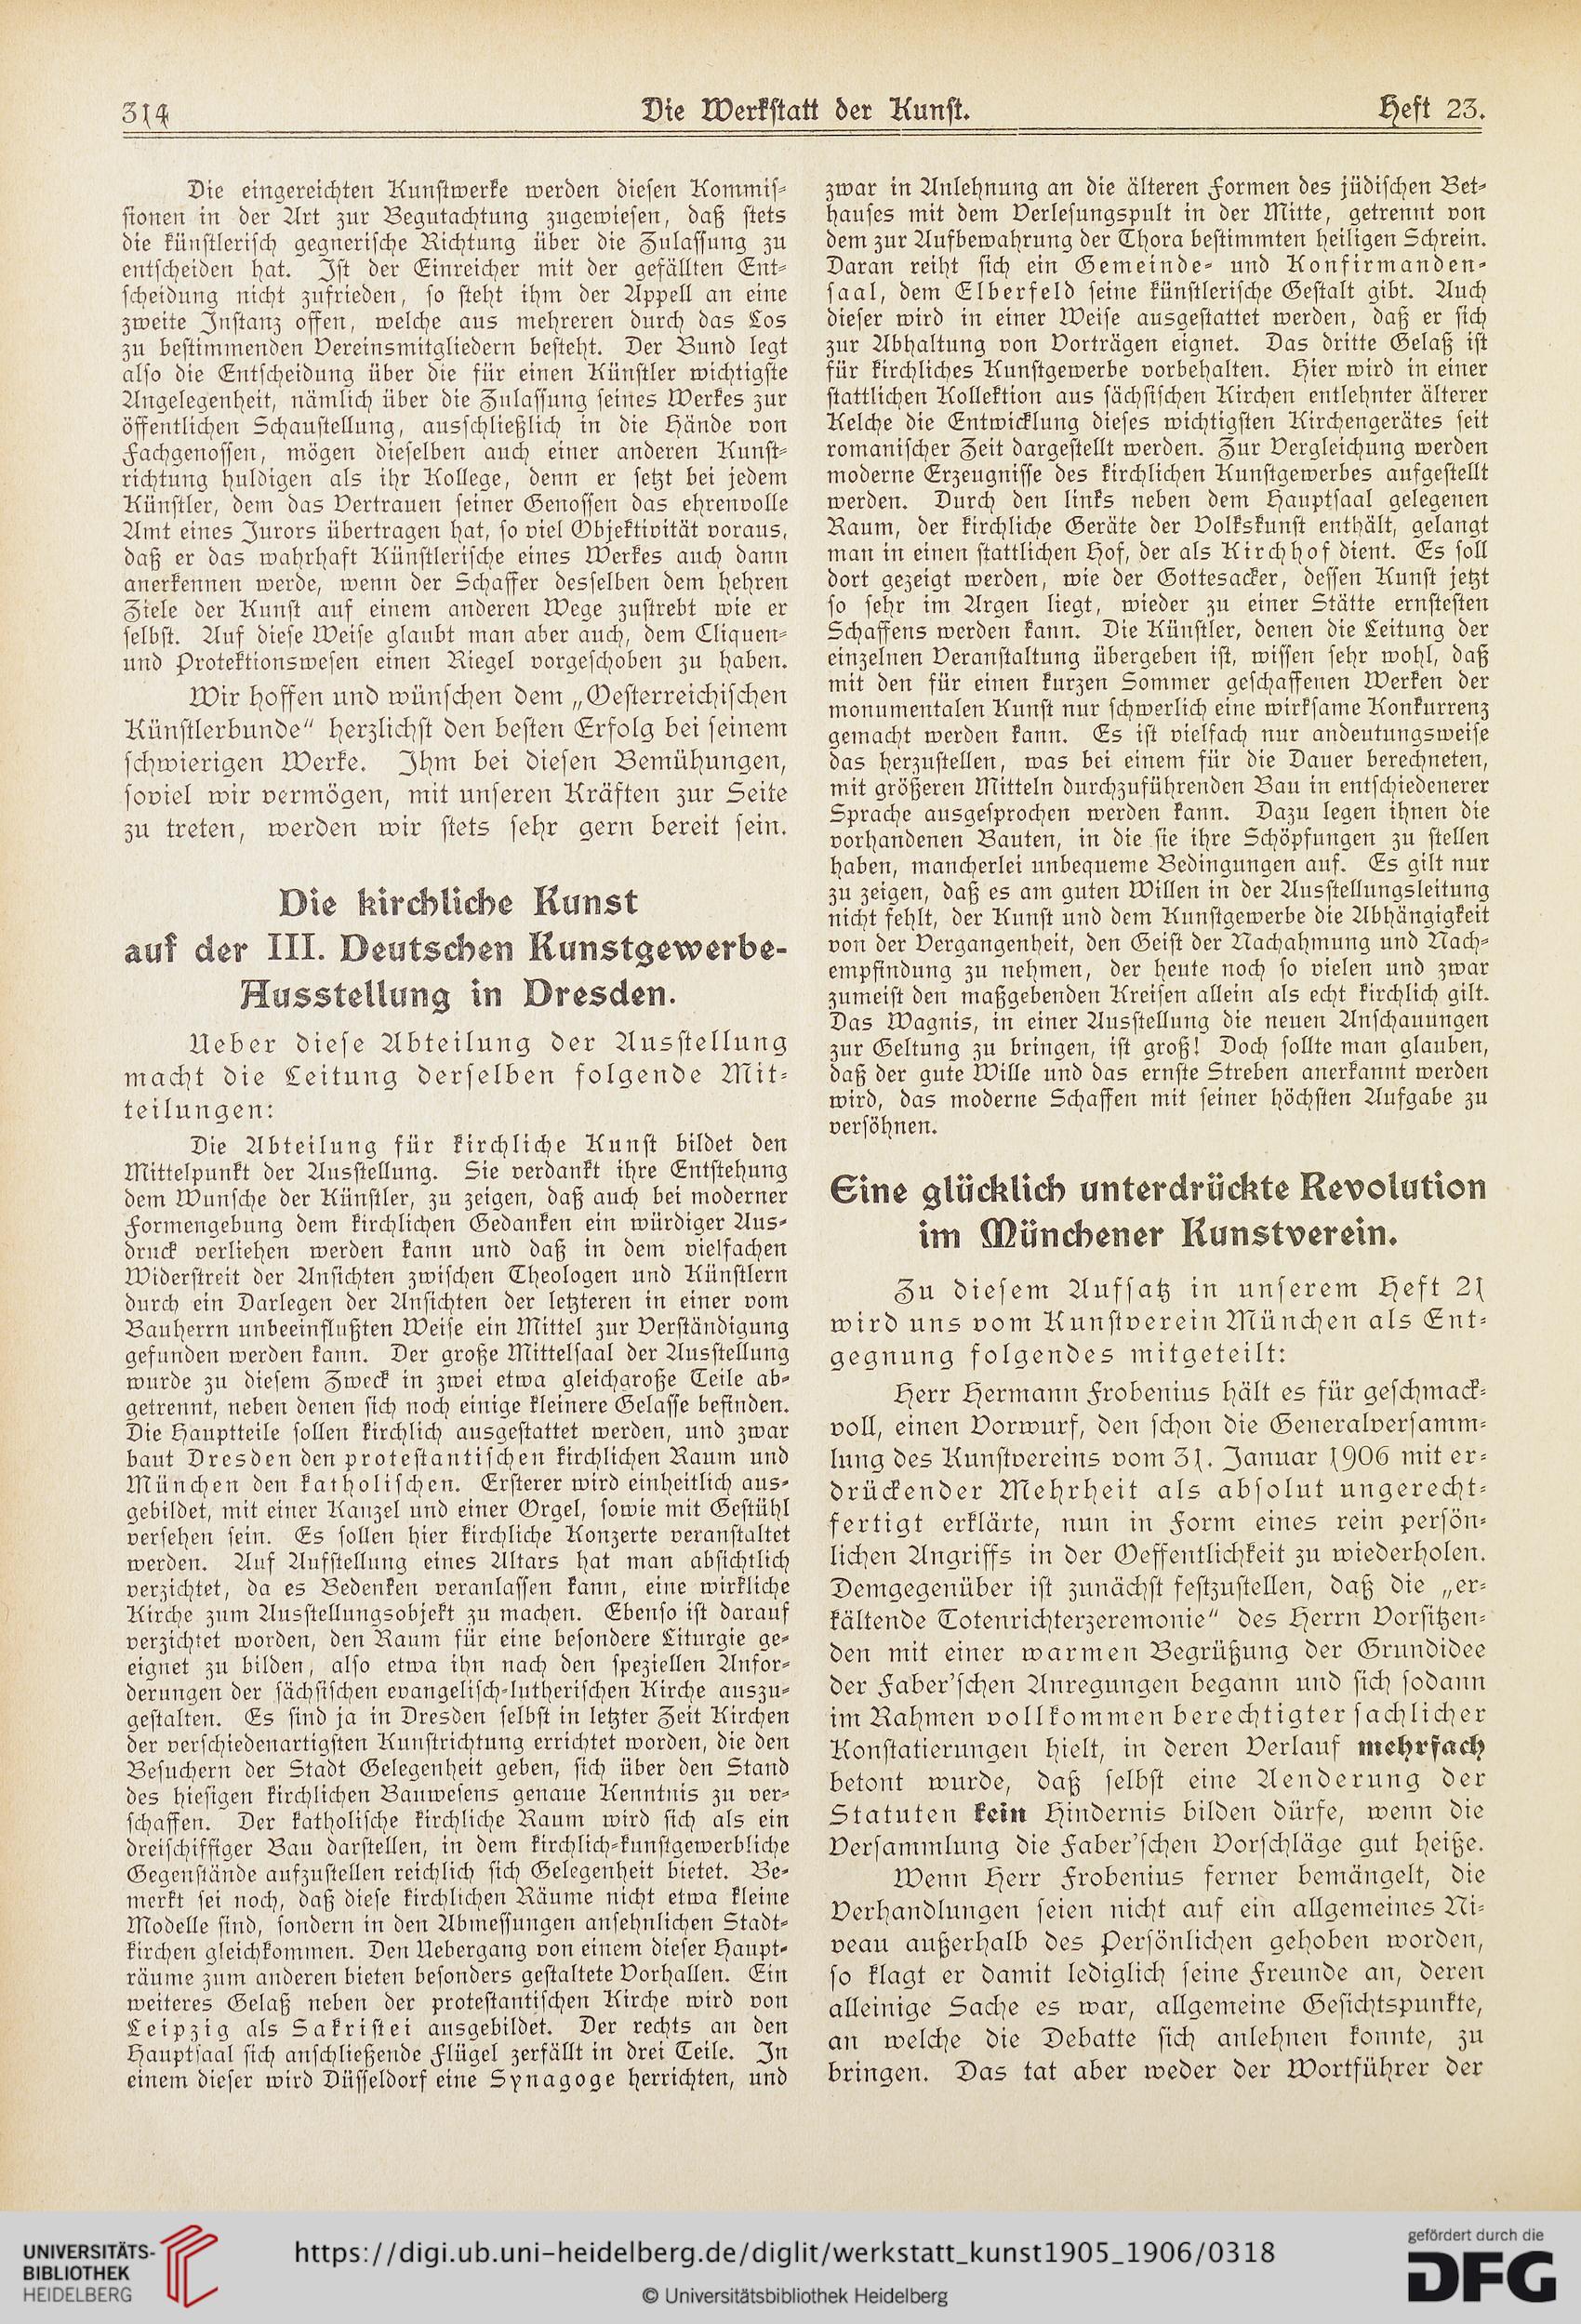 314
Die Werkstatt der Kunst.
Heft 23.
Die eingereichten Kunstwerke werden diesen Kommis-
sionen in der Art zur Begutachtung zugewiesen, daß stets
die künstlerisch gegnerische Richtung über die Zulassung zu
entscheiden hat. Ist der Einreicher mit der gefällten Ent-
scheidung nicht zufrieden, so steht ihm der Appell an eine
zweite Instanz offen, welche aus mehreren durch das Los
zu bestimmenden Vereinsmitgliedern besteht. Der Bund legt
also die Entscheidung über die für einen Künstler wichtigste
Angelegenheit, nämlich über die Zulassung seines Werkes zur
öffentlichen Schaustellung, ausschließlich in die Hände von
Fachgenossen, mögen dieselben auch einer anderen Kunst-
richtung huldigen als ihr Kollege, denn er setzt bei jedem
Künstler, dem das Vertrauen seiner Genossen das ehrenvolle
Amt eines Jurors übertragen hat, so viel Objektivität voraus,
daß er das wahrhaft Künstlerische eines Werkes auch dann
anerkennen werde, wenn der Schaffer desselben dem hehren
Ziele der Kunst auf einem anderen Wege zustrebt wie er
selbst. Auf diese Weise glaubt man aber auch, dem Cliquen-
und Protektionswesen einen Riegel vorgeschoben zu haben.
Wir hoffen und wünschen dem „Oesterreichischen
Künstlerbunde“ herzlichst den besten Erfolg bei seinem
schwierigen Werke. Ihm bei diesen Bemühungen,
soviel wir vermögen, mit unseren Kräften zur Seite
zu treten, werden wir stets sehr gern bereit sein.
Die kirchliche Kunst
auf der III. Deutschen Kunstgewerbe-
Ausstellung in Dresden.
Ueber diese Abteilung der Ausstellung
macht die Leitung derselben folgende Mit-
teilungen:
Die Abteilung für kirchliche Kunst bildet den
Mittelpunkt der Ausstellung. Sie verdankt ihre Entstehung
dem Wunsche der Künstler, zu zeigen, daß auch bei moderner
Formengebung dem kirchlichen Gedanken ein würdiger Aus-
druck verliehen werden kann und daß in dem vielfachen
Widerstreit der Ansichten zwischen Theologen und Künstlern
durch ein Darlegen der Ansichten der letzteren in einer vom
Bauherrn unbeeinflußten Weise ein Mittel zur Verständigung
gefunden werden kann. Der große Mittelsaal der Ausstellung
wurde zu diesem Zweck in zwei etwa gleichgroße Teile ab-
getrennt, neben denen sich noch einige kleinere Gelasse befinden.
Die Hauptteile sollen kirchlich ausgestattet werden, und zwar
baut Dresden den protestantischen kirchlichen Raum und
München den katholischen. Ersterer wird einheitlich aus-
gebildet, mit einer Kanzel und einer Orgel, sowie mit Gestühl
versehen sein. Es sollen hier kirchliche Konzerte veranstaltet
werden. Auf Aufstellung eines Altars hat man absichtlich
verzichtet, da es Bedenken veranlassen kann, eine wirkliche
Kirche zum Ausstellungsobjekt zu machen. Ebenso ist darauf
verzichtet worden, den Raum für eine besondere Liturgie ge-
eignet zu bilden, also etwa ihn nach den speziellen Anfor-
derungen der sächsischen evangelisch-lutherischen Kirche auszu-
gestalten. Es sind ja in Dresden selbst in letzter Zeit Kirchen
der verschiedenartigsten Kunstrichtung errichtet worden, die den
Besuchern der Stadt Gelegenheit geben, sich über den Stand
des hiesigen kirchlichen Bauwesens genaue Kenntnis zu ver-
schaffen. Der katholische kirchliche Raum wird sich als ein
dreischiffiger Bau darstellen, in dem kirchlich-kunstgewerbliche
Gegenstände aufzustellen reichlich sich Gelegenheit bietet. Be-
merkt sei noch, daß diese kirchlichen Räume nicht etwa kleine
Modelle sind, sondern in den Abmessungen ansehnlichen Stadt-
kirchen gleichkommen. Den Uebergang von einem dieser Haupt-
räume zum anderen bieten besonders gestaltete Vorhallen. Ein
weiteres Gelaß neben der protestantischen Kirche wird von
Leipzig als Sakristei ausgebildet. Der rechts an den
Hauptsaal sich anschließende Flügel zerfällt in drei Teile. In
einem dieser wird Düsseldorf eine Synagoge herrichten, und
zwar in Anlehnung an die älteren Formen des jüdischen Bet-
hauses mit dem Verlesungspult in der Mitte, getrennt von
dem zur Aufbewahrung der Thora bestimmten heiligen Schrein.
Daran reiht sich ein Gemeinde- und Konfirmanden-
saal, dem Elberfeld seine künstlerische Gestalt gibt. Auch
dieser wird in einer Weise ausgestattet werden, daß er sich
zur Abhaltung von Vorträgen eignet. Das dritte Gelaß ist
für kirchliches Kunstgewerbe vorbehalten. Hier wird in einer
stattlichen Kollektion aus sächsischen Kirchen entlehnter älterer
Kelche die Entwicklung dieses wichtigsten Kirchengerätes seit
romanischer Zeit dargestellt werden. Zur Vergleichung werden
moderne Erzeugnisse des kirchlichen Kunstgewerbes aufgestellt
werden. Durch den links neben dem Hauptsaal gelegenen
Raum, der kirchliche Geräte der Volkskunst enthält, gelangt
man in einen stattlichen Hof, der als Kirchhof dient. Es soll
dort gezeigt werden, wie der Gottesacker, dessen Kunst jetzt
so sehr im Argen liegt, wieder zu einer Stätte ernstesten
Schaffens werden kann. Die Künstler, denen die Leitung der
einzelnen Veranstaltung übergeben ist, wissen sehr wohl, daß
mit den für einen kurzen Sommer geschaffenen Werken der
monumentalen Kunst nur schwerlich eine wirksame Konkurrenz
gemacht werden kann. Es ist vielfach nur andeutungsweise
das herzustellen, was bei einem für die Dauer berechneten,
mit größeren Mitteln durchzuführenden Bau in entschiedenerer
Sprache ausgesprochen werden kann. Dazu legen ihnen die
vorhandenen Bauten, in die sie ihre Schöpfungen zu stellen
haben, mancherlei unbequeme Bedingungen auf. Es gilt nur
zu zeigen, daß es am guten Willen in der Ausstellungsleitung
nicht fehlt, der Kunst und dem Kunstgewerbe die Abhängigkeit
von der Vergangenheit, den Geist der Nachahmung und Nach-
empfindung zu nehmen, der heute noch so vielen und zwar
zumeist den maßgebenden Kreisen allein als echt kirchlich gilt.
Das Wagnis, in einer Ausstellung die neuen Anschauungen
zur Geltung zu bringen, ist groß! Doch sollte man glauben,
daß der gute Wille und das ernste Streben anerkannt werden
wird, das moderne Schaffen mit seiner höchsten Aufgabe zu
versöhnen.
Eine glücklich unterdrückte Revolution
im Münchener Kunstverein.
Zu diesem Aufsatz in unserem Heft 21
wird uns vom Kunstverein München als Ent-
gegnung folgendes mitgeteilt:
Herr Hermann Frobenius hält es für geschmack-
voll, einen Vorwurf, den schon die Generalversamm-
lung des Kunstvereins vom 31. Januar 1906 mit er-
drückender Mehrheit als absolut ungerecht-
fertigt erklärte, nun in Form eines rein persön-
lichen Angriffs in der Oeffentlichkeit zu wiederholen.
Demgegenüber ist zunächst festzustellen, daß die „er-
kältende Totenrichterzeremonie“ des Herrn Vorsitzen-
den mit einer warmen Begrüßung der Grundidee
der Faber'schen Anregungen begann und sich sodann
im Rahmen vollkommen berechtigter sachlicher
Konstatierungen hielt, in deren Verlauf mehrfach
betont wurde, daß selbst eine Aenderung der
Statuten kein Hindernis bilden dürfe, wenn die
Versammlung die Faber'schen Vorschläge gut heiße.
Wenn Herr Frobenius ferner bemängelt, die
Verhandlungen seien nicht auf ein allgemeines Ni-
veau außerhalb des Persönlichen gehoben worden,
so klagt er damit lediglich seine Freunde an, deren
alleinige Sache es war, allgemeine Gesichtspunkte,
an welche die Debatte sich anlehnen konnte, zu
bringen. Das tat aber weder der Wortführer der
UNIVERSITÄTS-
BIBLIOTHEK
HEIDELBERG
https://digi.ub.uni-heidelberg.de/diglit/werkstatt_kunst1905_1906/0318
© Universitätsbibliothek Heidelberg
gefördert durch die
DFG